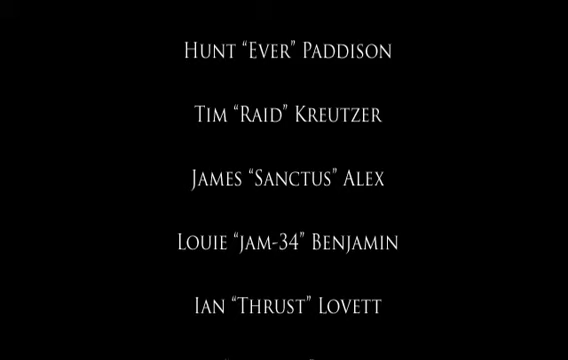 Hunt “Ever” Paddison
Tim “Raid” Kreutzer
James “Sanctus” Alex
Louie “jam-34” Benjamin
Ian “Thrust” Lovett